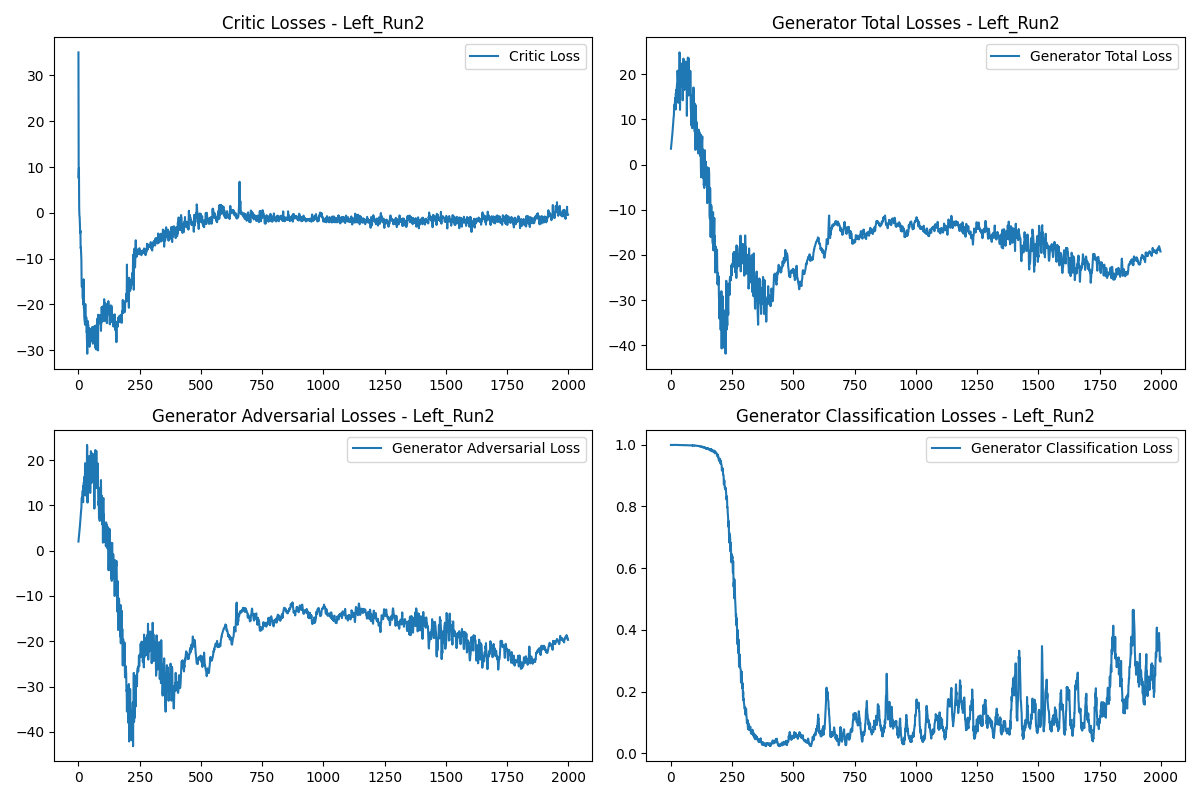 Critic Losses - Left_Run2
Critic Loss
30
20
10
0
−10
−20
−30
0 250 500 750 1000 1250 1500 1750 2000
Generator Total Losses - Left_Run2
Generator Total Loss
20
10
0
−10
−20
−30
−40
0 250 500 750 1000 1250 1500 1750 2000
Generator Adversarial Losses - Left_Run2
Generator Adversarial Loss
20
10
0
−10
−20
−30
−40
0 250 500 750 1000 1250 1500 1750 2000
Generator Classification Losses - Left_Run2
Generator Classification Loss
1.0
0.8
0.6
0.4
0.2
0.0
0 250 500 750 1000 1250 1500 1750 2000